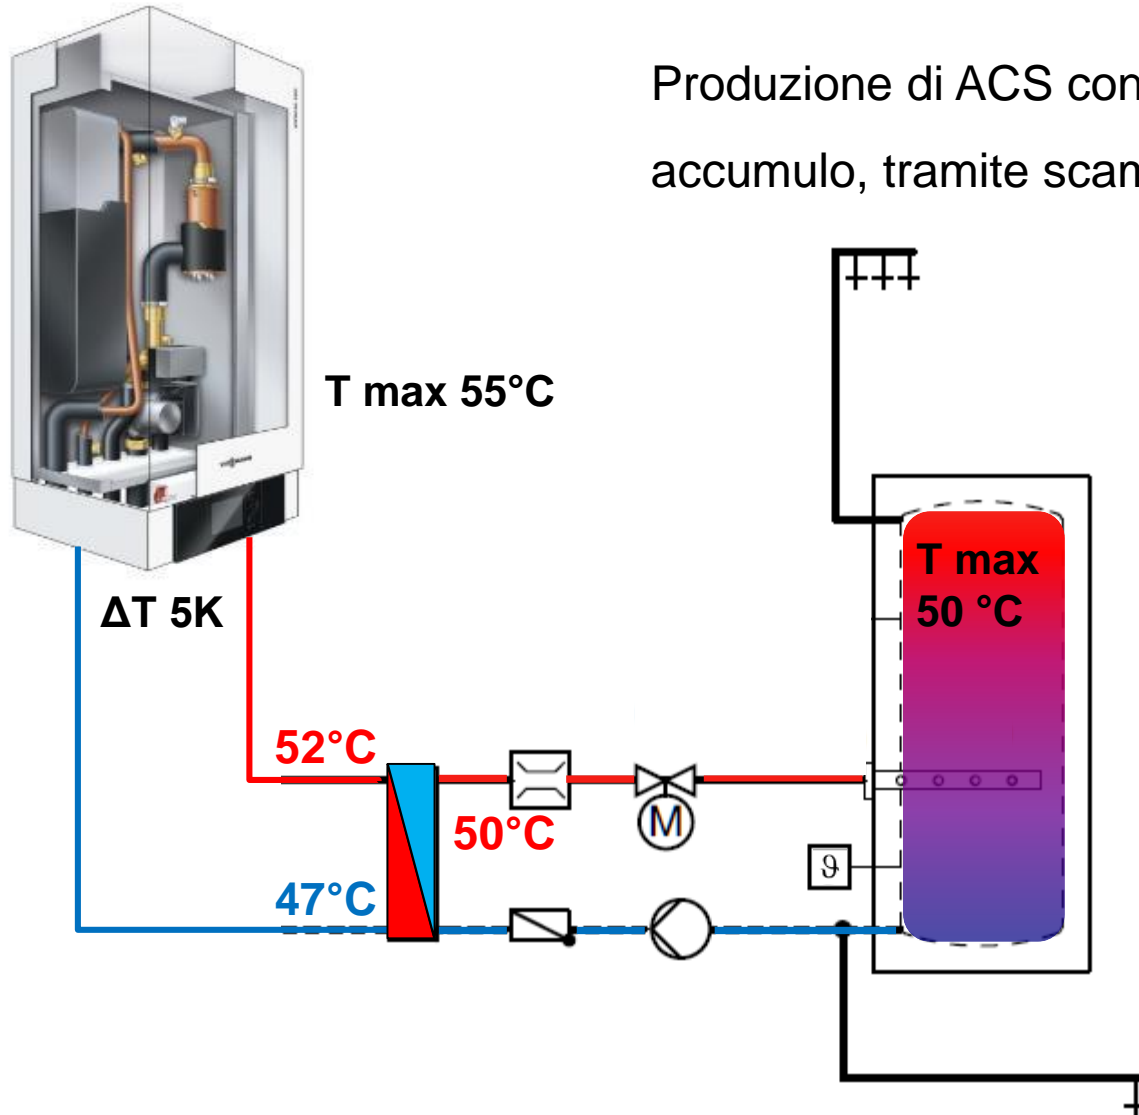 Produzione di ACS con
accumulo, tramite scam
T max 55°C
T max
50 °C
ΔT 5K
52°C
50°C
M
ϑ
47°C